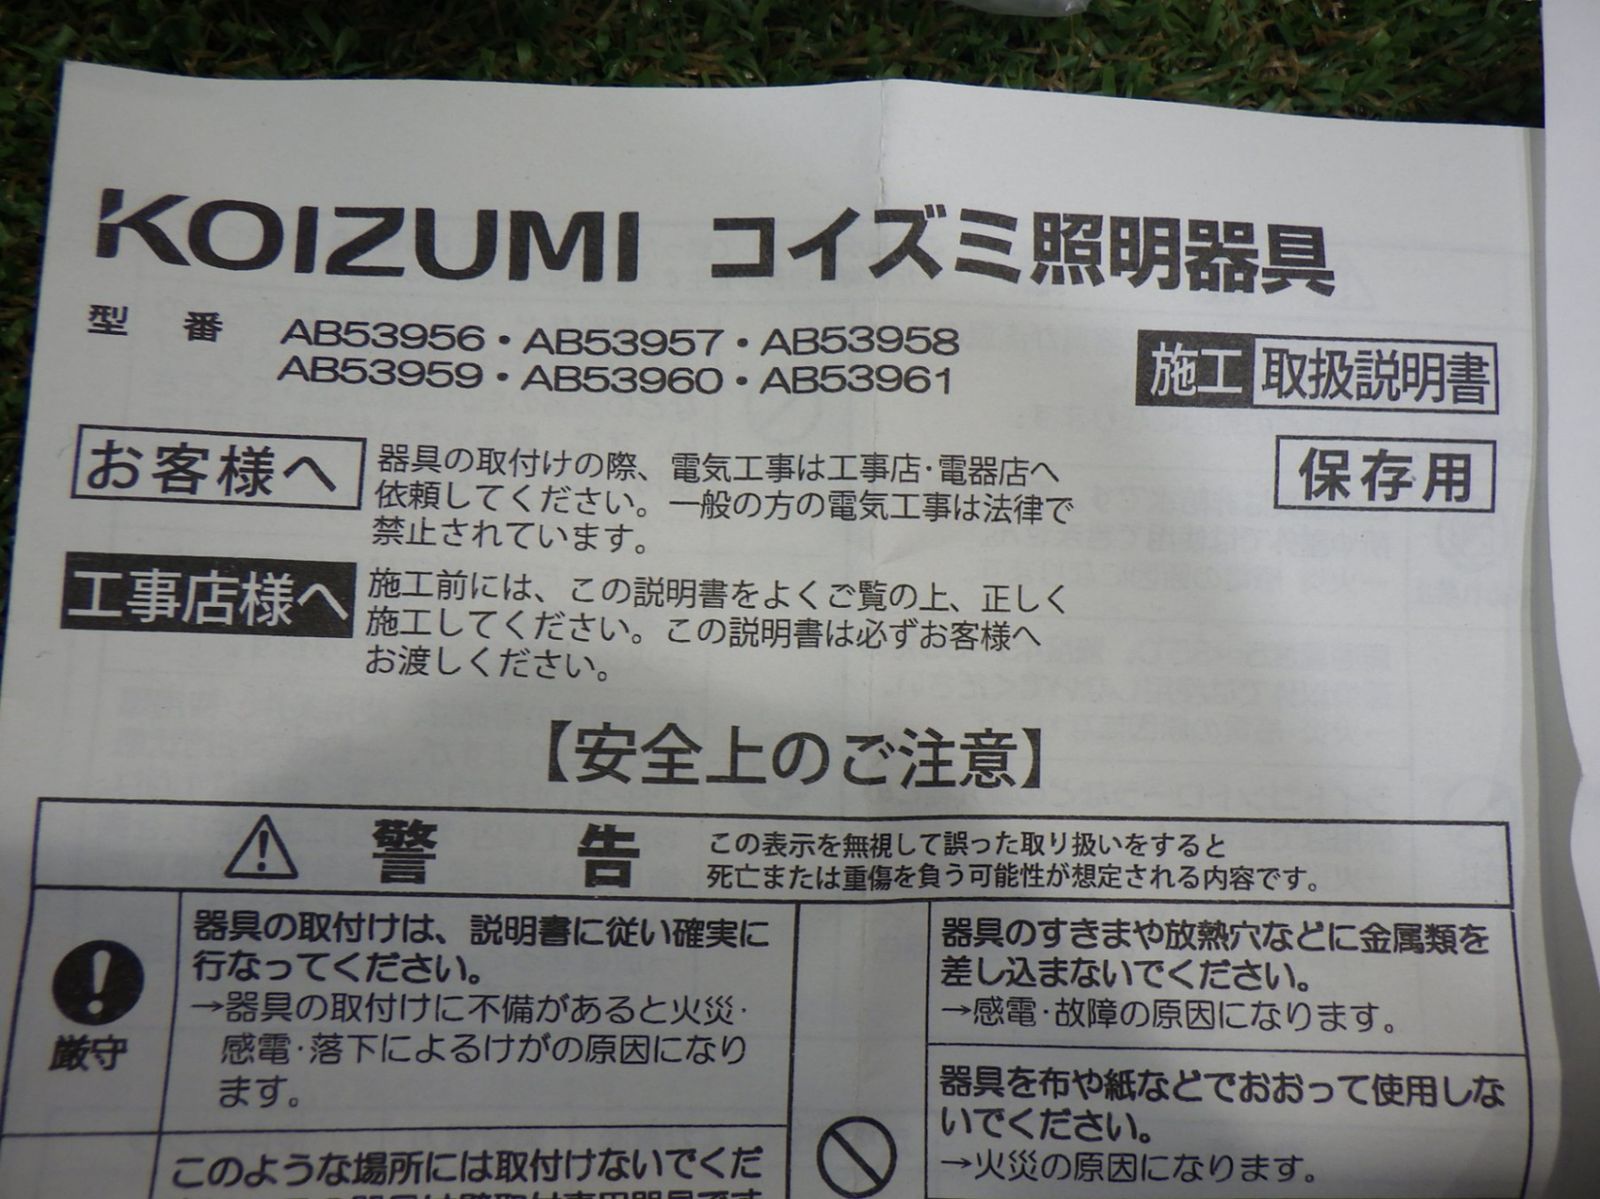 KOIZUMI コイズミ照明器具
型番 AB53956・AB53957・AB53958
AB53959・AB53960・AB53961
施工 取扱説明書
保存用
お客様へ
器具の取付けの際、電気工事は工事店・電器店へ
依頼してください。一般の方の電気工事は法律で
禁止されています。
工事店様へ
施工前には、この説明書をよくご覧の上、正しく
施工してください。この説明書は必ずお客様へ
お渡しください。
【安全上のご注意】
警告
この表示を無視して誤った取り扱いをすると
死亡または重傷を負う可能性が想定される内容です。
厳守
器具の取付けは、説明書に従い確実に
行なってください。
→器具の取付けに不備があると火災・
感電・落下によるけがの原因になり
ます。
このような場所には取付けないでくだ
器具のすきまや放熱穴などに金属類を
差し込まないでください。
→感電・故障の原因になります。
器具を布や紙などでおおって使用しな
いでください。
→火災の原因になります。